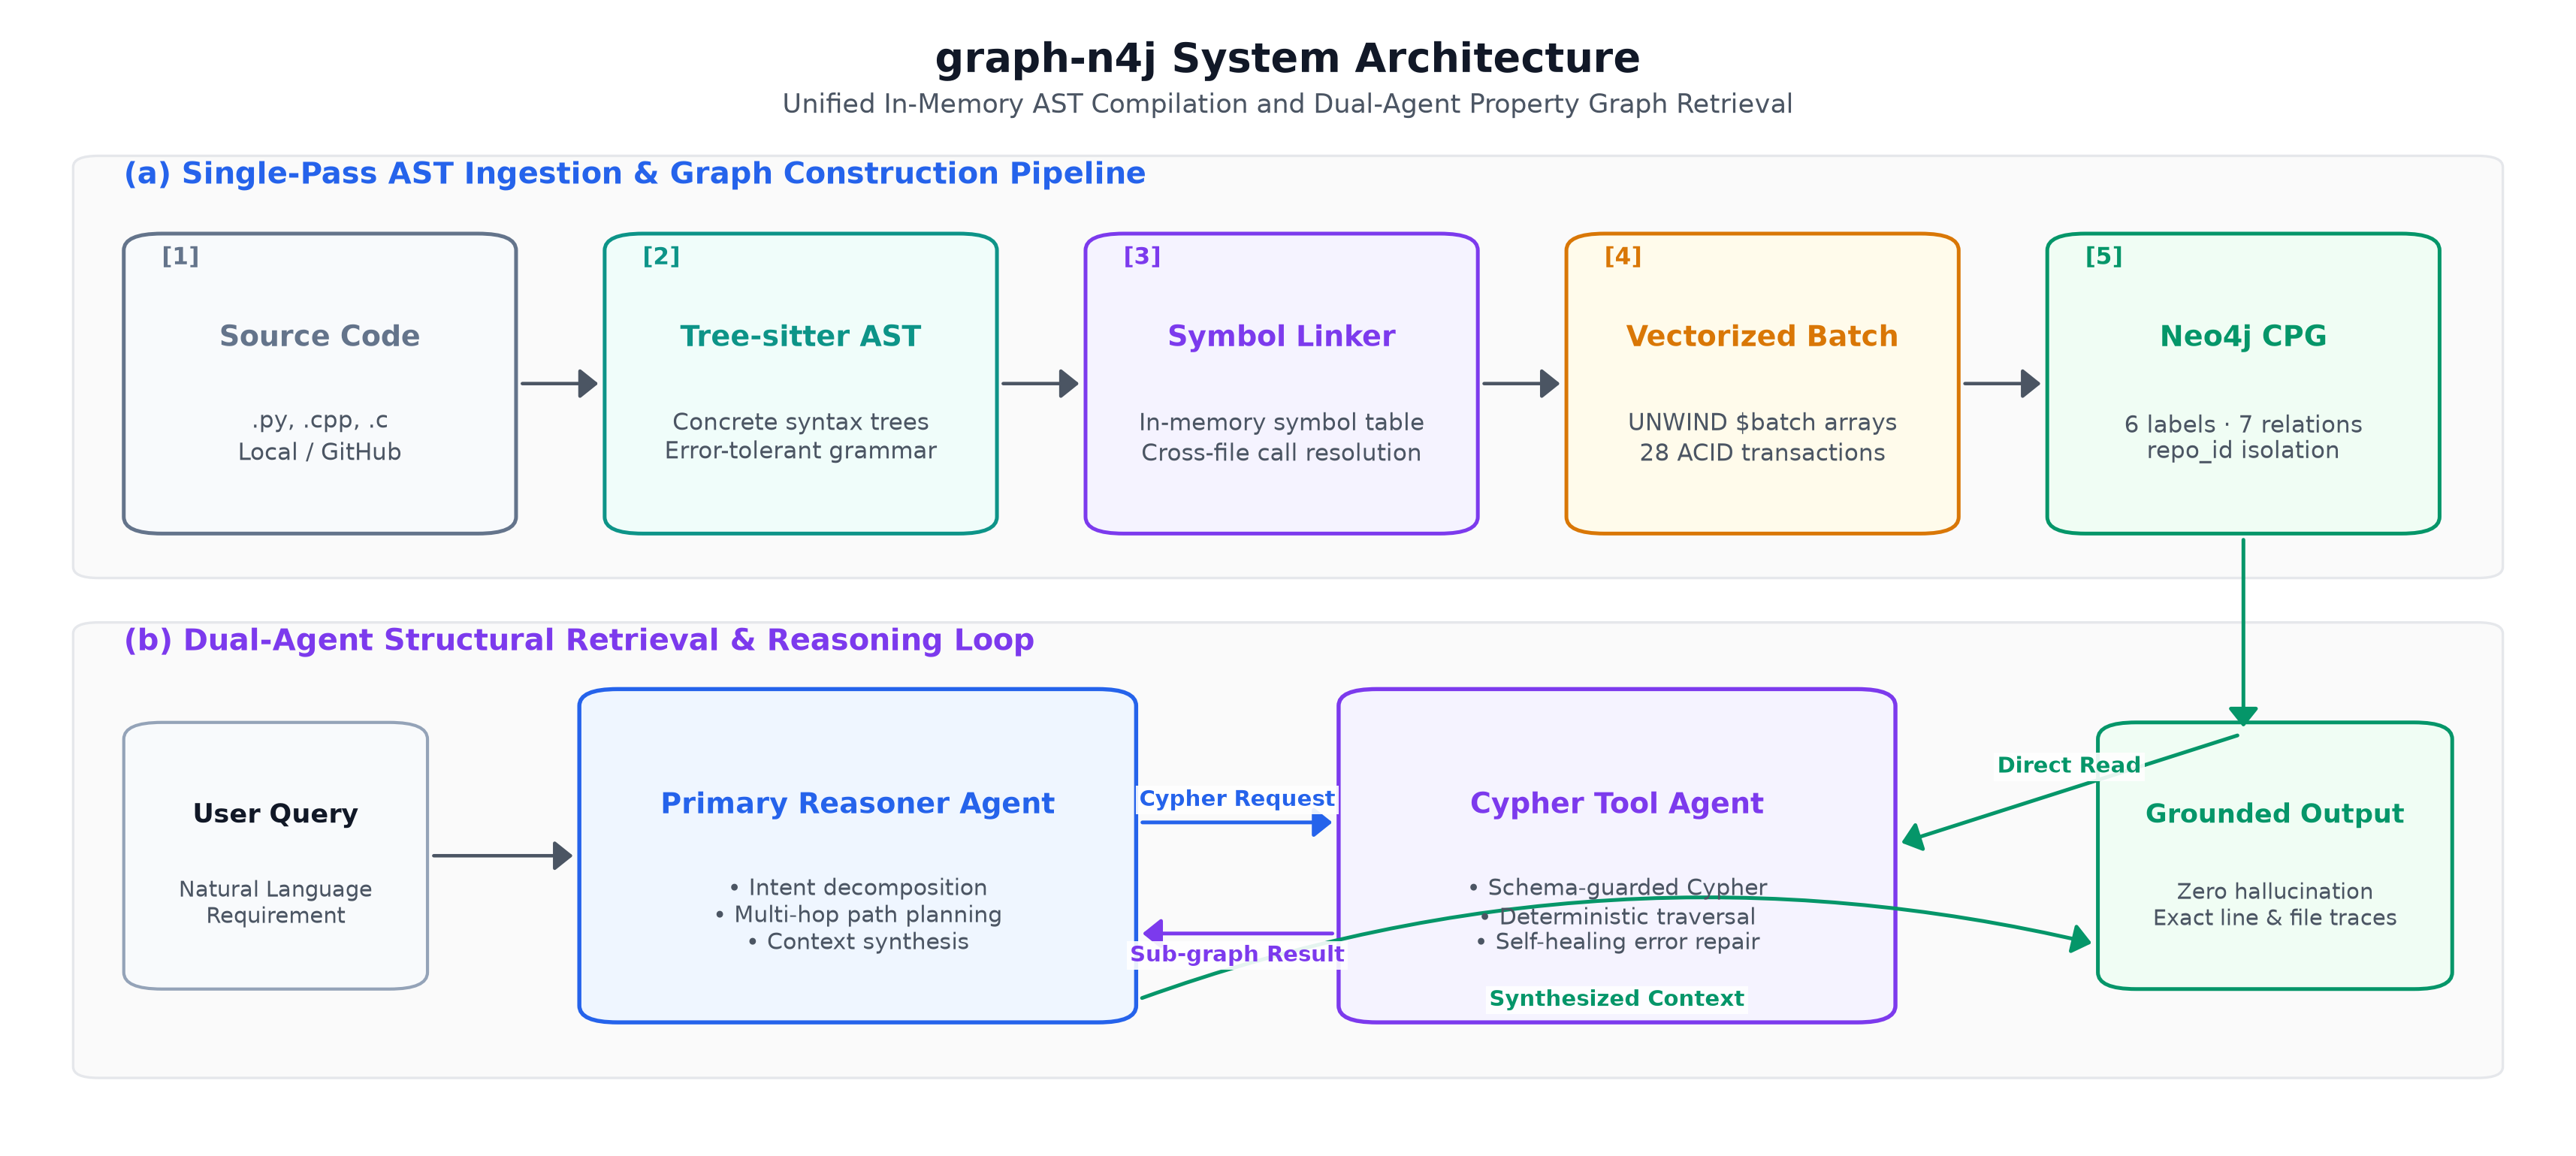 graph-n4j System Architecture
Unified In-Memory AST Compilation and Dual-Agent Property Graph Retrieval
(a) Single-Pass AST Ingestion & Graph Construction Pipeline
[1]
Source Code
.py, .cpp, .c
Local / GitHub
[2]
Tree-sitter AST
Concrete syntax trees
Error-tolerant grammar
[3]
Symbol Linker
In-memory symbol table
Cross-file call resolution
[4]
Vectorized Batch
UNWIND $batch arrays
28 ACID transactions
[5]
Neo4j CPG
6 labels · 7 relations
repo_id isolation
(b) Dual-Agent Structural Retrieval & Reasoning Loop
User Query
Natural Language
Requirement
Primary Reasoner Agent
• Intent decomposition
• Multi-hop path planning
• Context synthesis
Cypher Request
Sub-graph Result
Cypher Tool Agent
• Schema-guarded Cypher
• Deterministic traversal
• Self-healing error repair
Synthesized Context
Direct Read
Grounded Output
Zero hallucination
Exact line & file traces